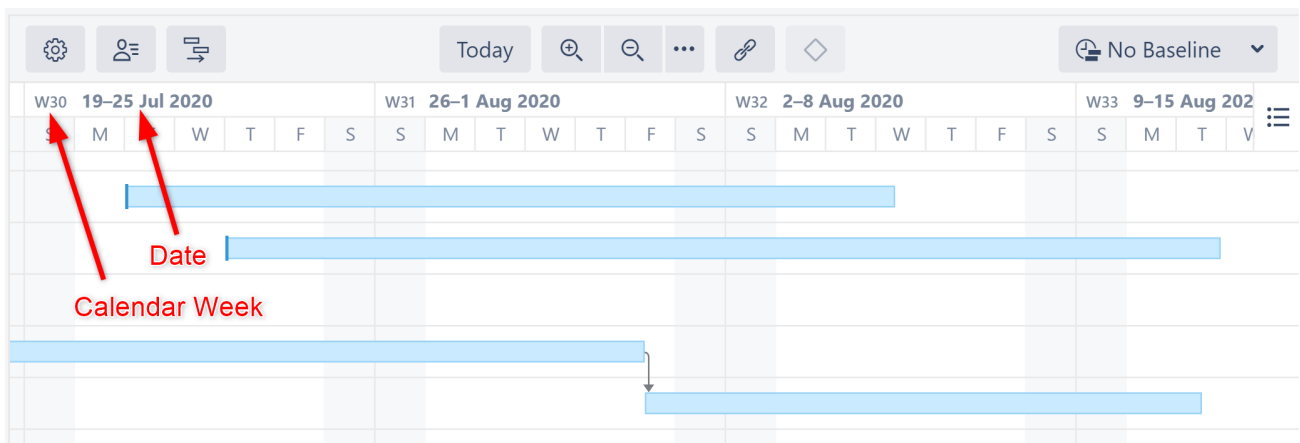 Today No Baseline
W30 19–25 Jul 2020 W31 26–1 Aug 2020 W32 2–8 Aug 2020 W33 9–15 Aug 202
S M W T F S S M T W T F S S M T W T F S S M T W
Date
Calendar Week